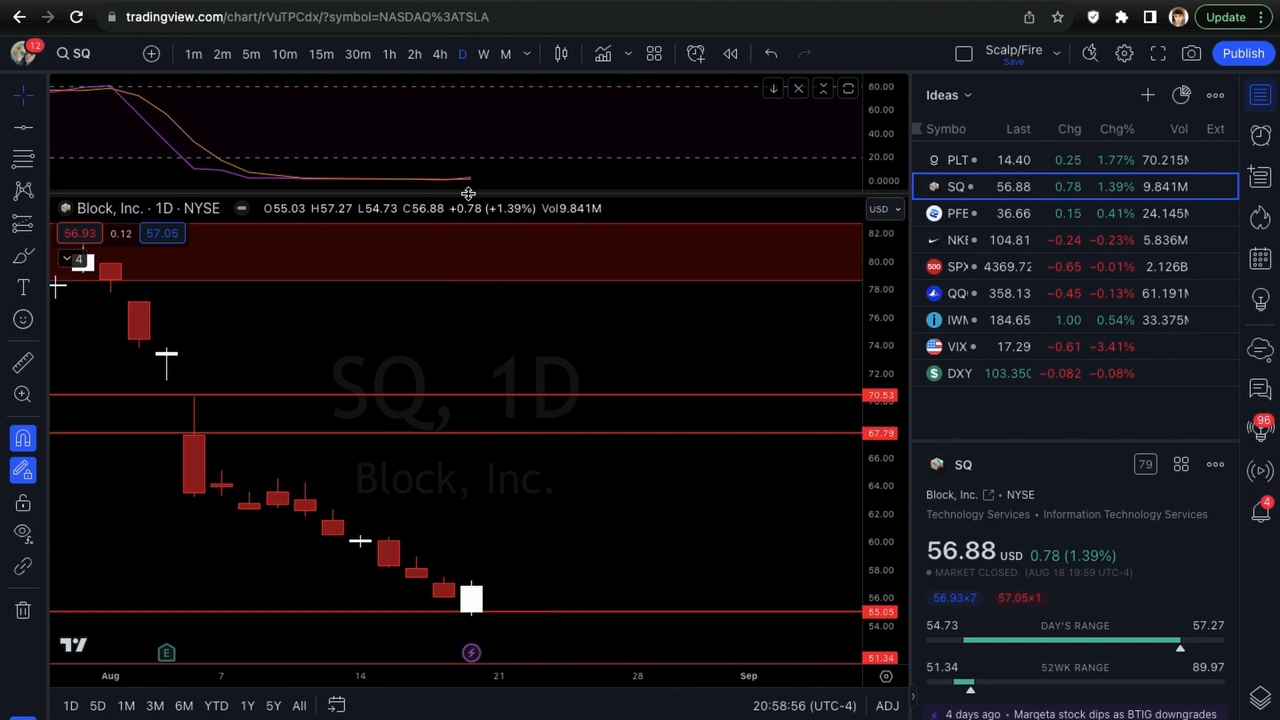 tradingview.com/chart/rVuTPCdx/?symbol=NASDAQ%3ATSLA
Update
12
SQ
1m 2m 5m 10m 15m 30m 1h 2h 4h D W M
Scalp/Fire
Save
Publish
80.00
60.00
40.00
20.00
0.0000
Block, Inc. · 1D · NYSE
O55.03 H57.27 L54.73 C56.88 +0.78 (+1.39%) Vol9.841M
USD
56.93 0.12 57.05
4
SQ, 1D
Block, Inc.
82.00
80.00
78.00
76.00
74.00
72.00
70.53
70.00
67.79
66.00
64.00
62.00
60.00
58.00
56.00
55.05
54.00
51.34
E
Aug 7 14 21 28 Sep
1D 5D 1M 3M 6M YTD 1Y 5Y All
20:58:56 (UTC-4) ADJ
Ideas
Symbo Last Chg Chg% Vol Ext
PLT 14.40 0.25 1.77% 70.215M
SQ 56.88 0.78 1.39% 9.841M
PFE 36.66 0.15 0.41% 24.145M
NKE 104.81 −0.24 −0.23% 5.836M
500 SPX 4369.72 −0.65 −0.01% 2.126B
QQ 358.13 −0.45 −0.13% 61.191M
IWM 184.65 1.00 0.54% 33.375M
VIX 17.29 −0.61 −3.41%
DXY 103.350 −0.082 −0.08%
SQ
79
Block, Inc. • NYSE
Technology Services • Information Technology Services
56.88 USD 0.78 (1.39%)
MARKET CLOSED (AUG 18 19:59 UTC-4)
56.93×7 57.05×1
54.73 DAY'S RANGE 57.27
51.34 52WK RANGE 89.97
4 days ago • Marqeta stock dips as BTIG downgrades
96
4